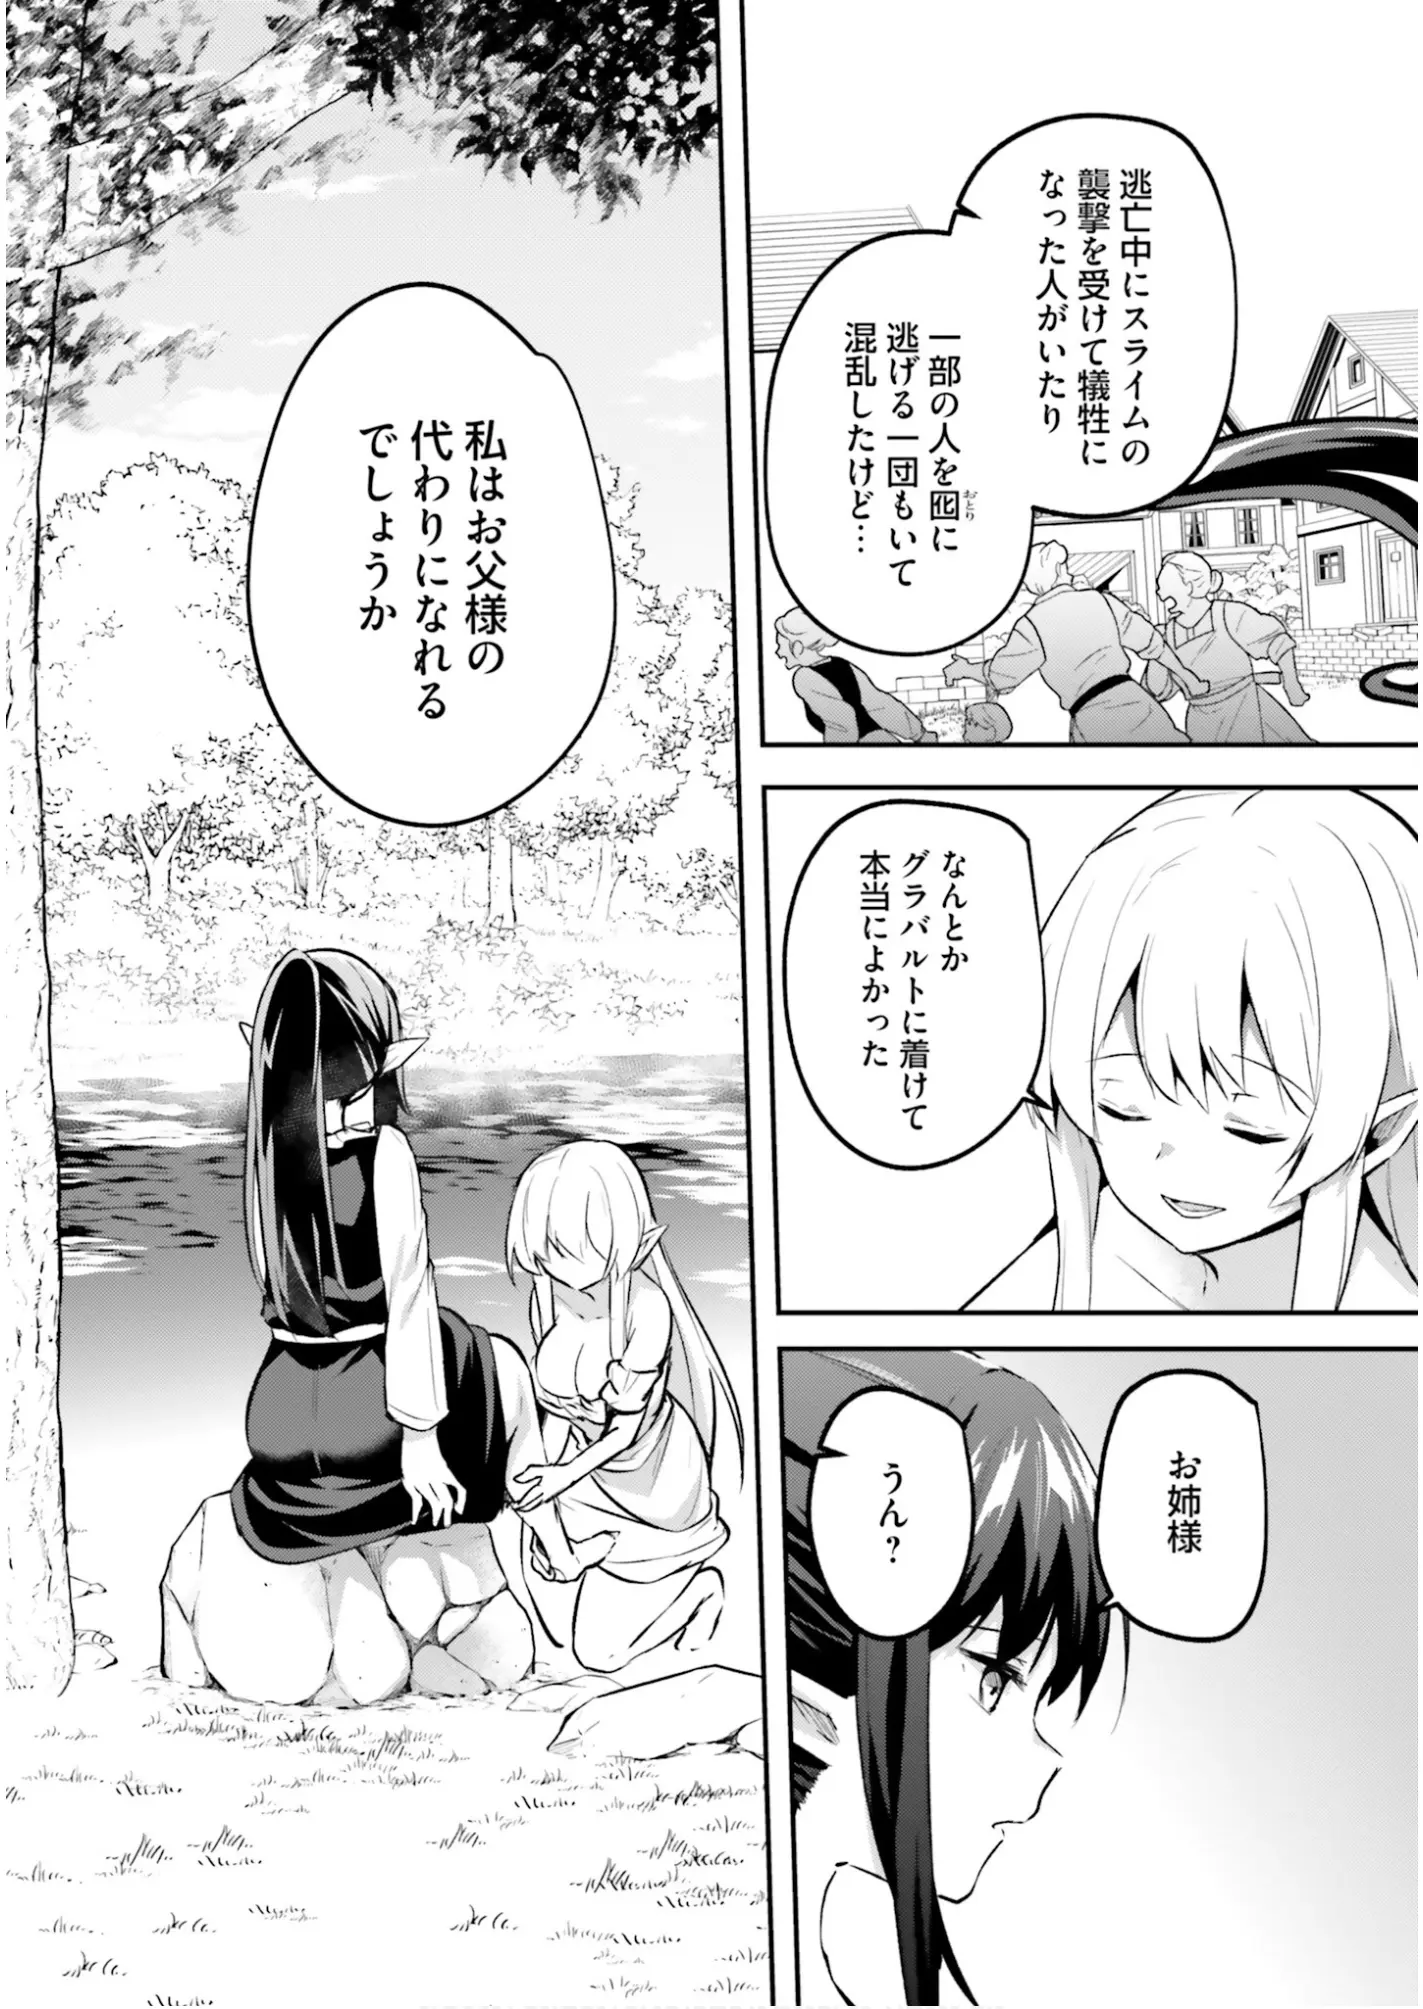 逃亡中にスライムの
襲撃を受けて犠牲に
なった人がいたり
一部の人を囮に
おとり
逃げる一団もいて
混乱したけど…
なんとか
グラバルトに着けて
本当によかった
お姉様
うん?
私はお父様の
代わりになれる
でしょうか